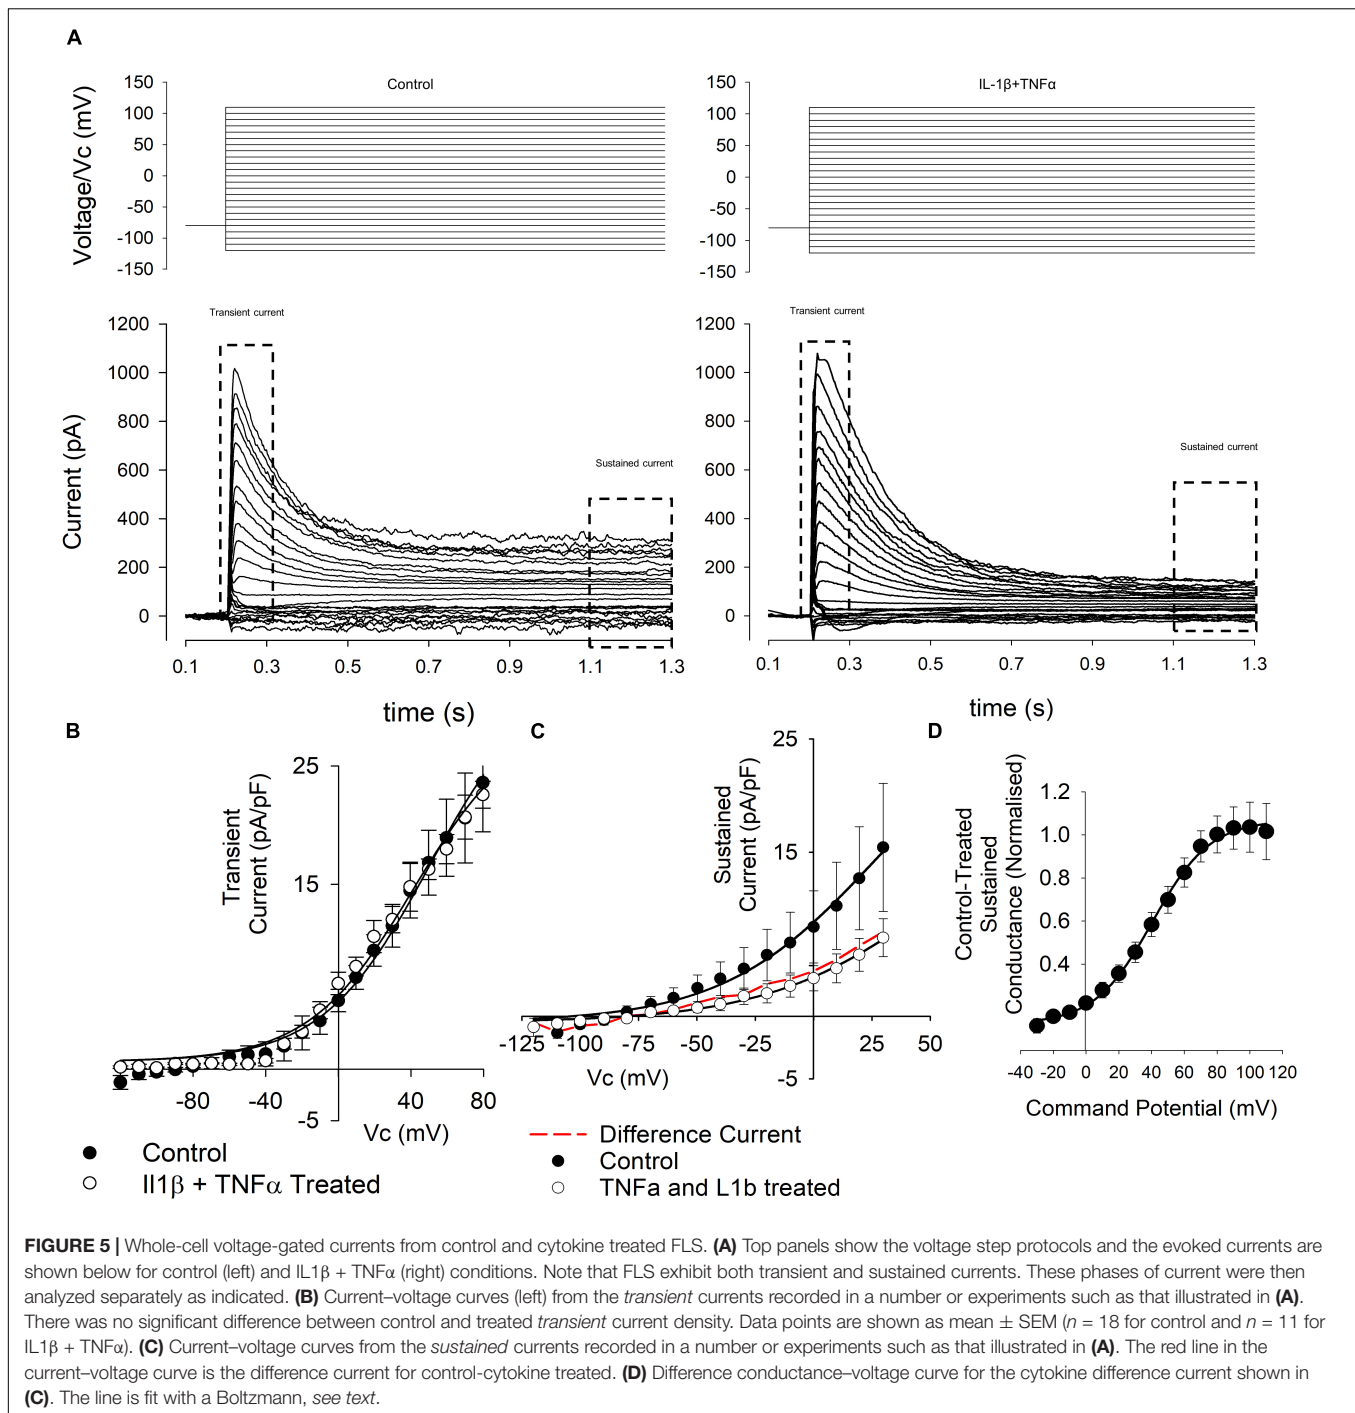 A
Control
IL-1β+TNFα
Voltage/Vc (mV)
150
100
50
0
-50
-100
-150
150
100
50
0
-50
-100
-150
Transient current
Transient current
Sustained current
Sustained current
Current (pA)
1200
1000
800
600
400
200
0
1200
1000
800
600
400
200
0
0.1 0.3 0.5 0.7 0.9 1.1 1.3
0.1 0.3 0.5 0.7 0.9 1.1 1.3
time (s)
time (s)
B
Transient
Current (pA/pF)
25
15
-5
-80 -40 40 80
Vc (mV)
Control
Il1β + TNFα Treated
C
Sustained
Current (pA/pF)
25
15
-5
-125 -100 -75 -50 -25 25 50
Vc (mV)
Difference Current
Control
TNFa and L1b treated
D
Control-Treated
Sustained
Conductance (Normalised)
1.2
1.0
0.8
0.6
0.4
-40 -20 0 20 40 60 80 100 120
Command Potential (mV)
FIGURE 5 | Whole-cell voltage-gated currents from control and cytokine treated FLS. (A) Top panels show the voltage step protocols and the evoked currents are
shown below for control (left) and IL1β + TNFα (right) conditions. Note that FLS exhibit both transient and sustained currents. These phases of current were then
analyzed separately as indicated. (B) Current–voltage curves (left) from the transient currents recorded in a number or experiments such as that illustrated in (A).
There was no significant difference between control and treated transient current density. Data points are shown as mean ± SEM (n = 18 for control and n = 11 for
IL1β + TNFα). (C) Current–voltage curves from the sustained currents recorded in a number or experiments such as that illustrated in (A). The red line in the
current–voltage curve is the difference current for control-cytokine treated. (D) Difference conductance–voltage curve for the cytokine difference current shown in
(C). The line is fit with a Boltzmann, see text.